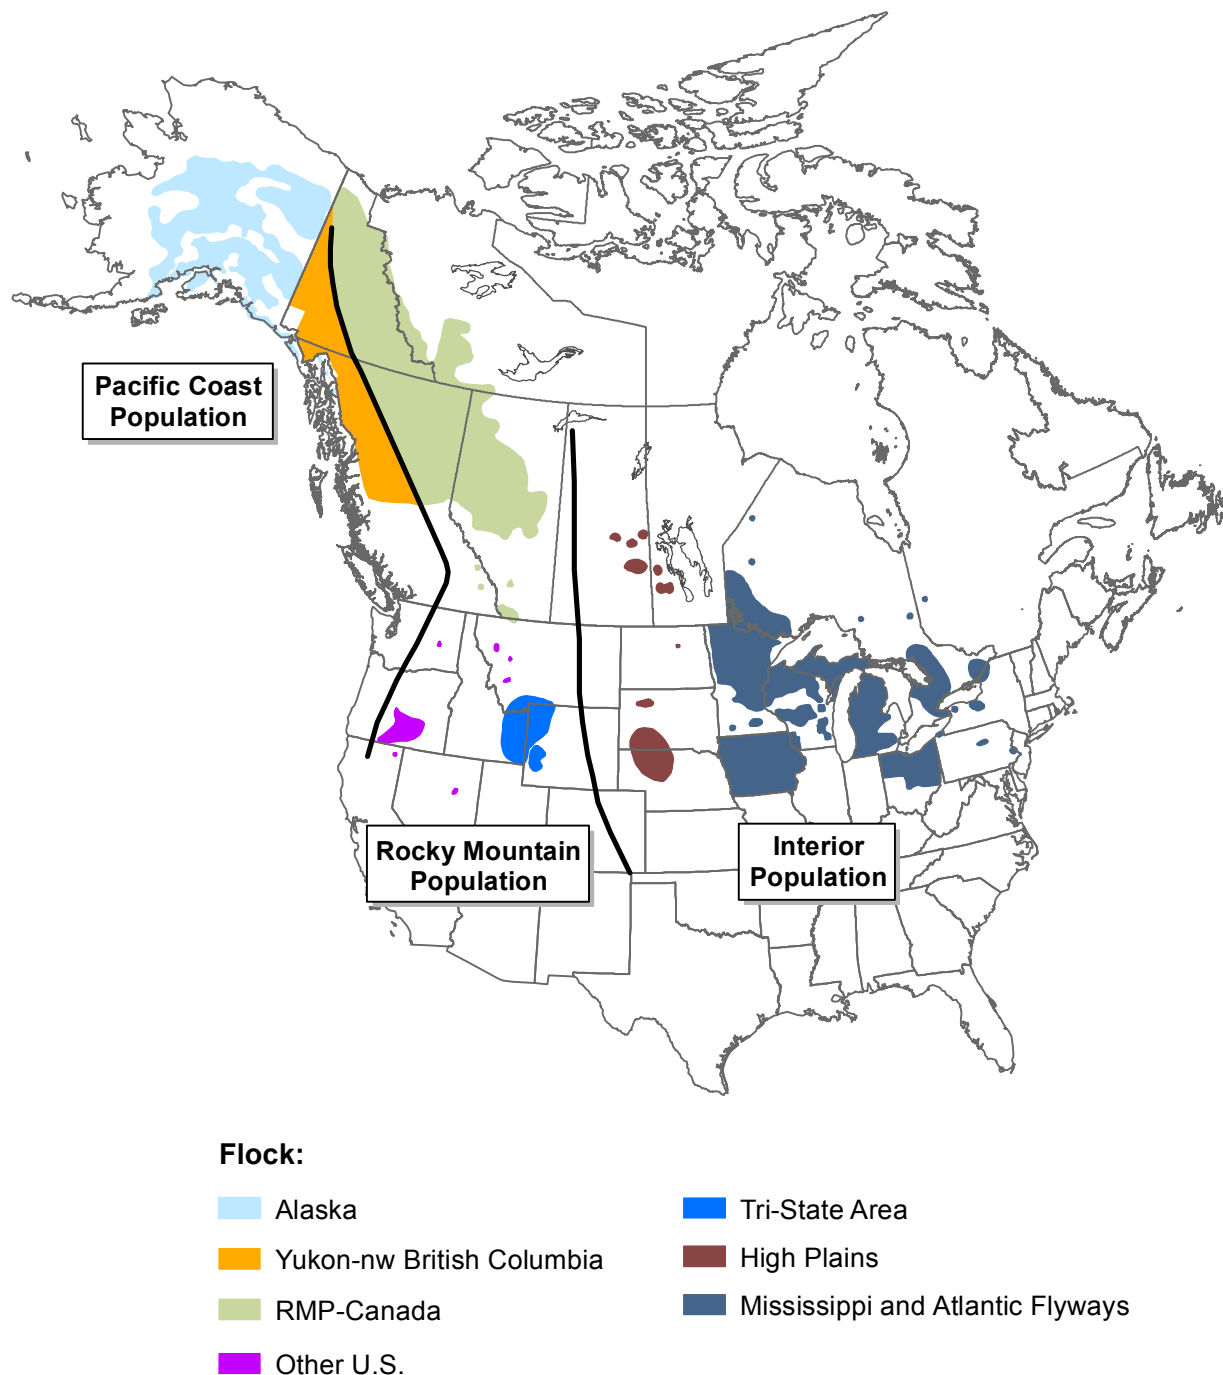 Pacific Coast
Population
Rocky Mountain
Population
Interior
Population
Flock:
Alaska
Yukon-nw British Columbia
RMP-Canada
Other U.S.
Tri-State Area
High Plains
Mississippi and Atlantic Flyways